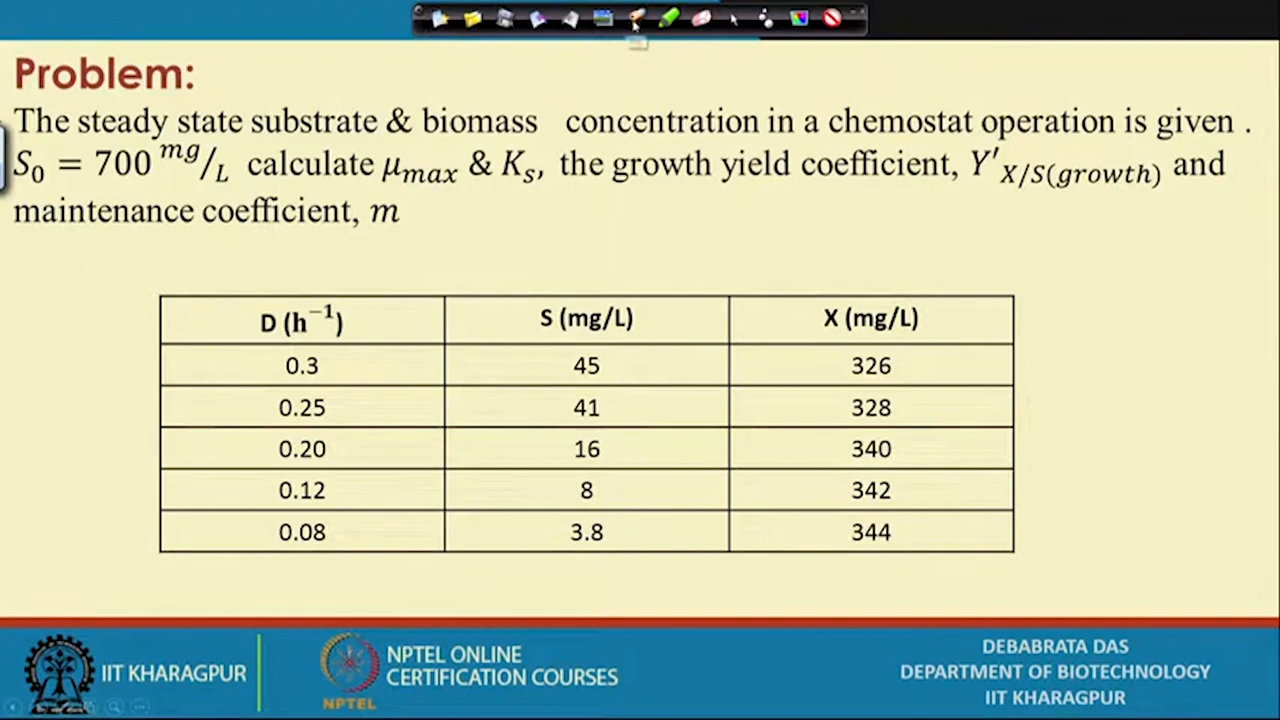 Problem:
The steady state substrate & biomass concentration in a chemostat operation is given .
S₀ = 700 mg/L calculate μmax & Ks, the growth yield coefficient, Y′X/S(growth) and
maintenance coefficient, m
D (h⁻¹) S (mg/L) X (mg/L)
0.3 45 326
0.25 41 328
0.20 16 340
0.12 8 342
0.08 3.8 344
IIT KHARAGPUR
NPTEL
NPTEL ONLINE
CERTIFICATION COURSES
DEBABRATA DAS
DEPARTMENT OF BIOTECHNOLOGY
IIT KHARAGPUR